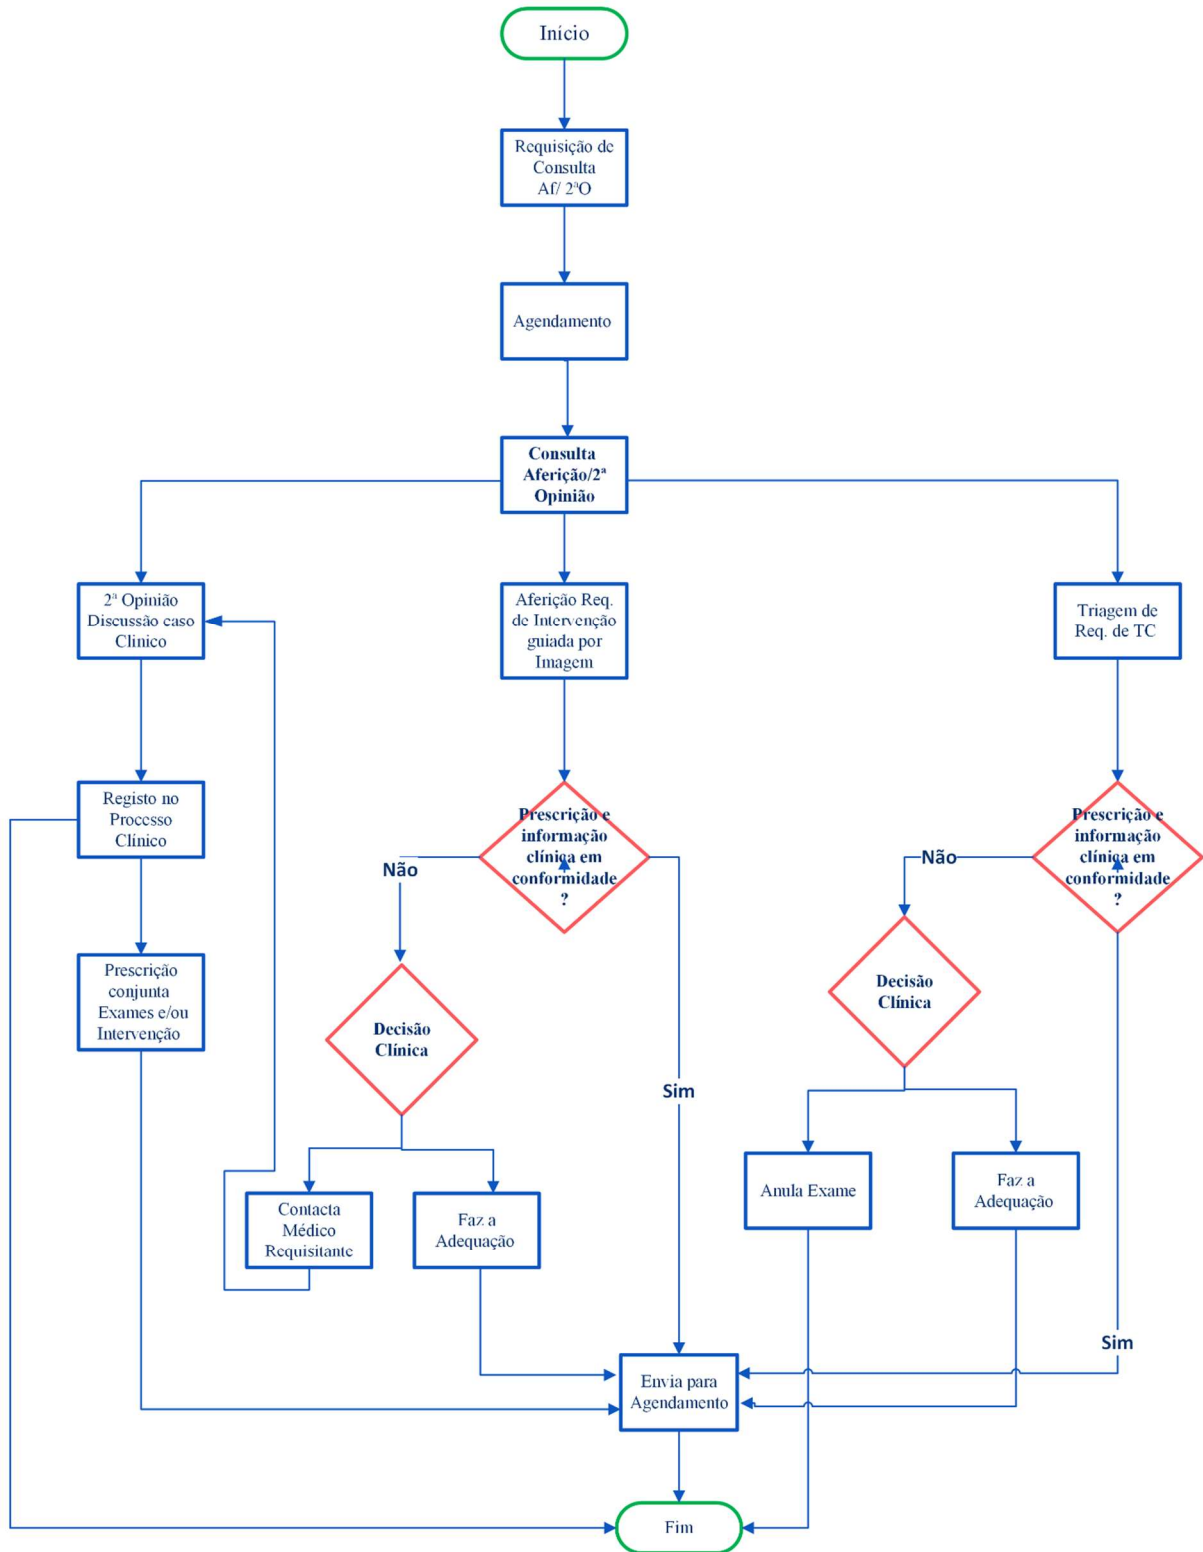 Início
Requisição de
Consulta
Af/ 2ªO
Agendamento
Consulta
Aferição/2ª
Opinião
2ª Opinião
Discussão caso
Clinico
Aferição Req.
de Intervenção
guiada por
Imagem
Triagem de
Req. de TC
Registo no
Processo
Clínico
Prescrição e
informação
clínica em
conformidade
?
Prescrição e
informação
clínica em
conformidade
?
Não
Não
Prescrição
conjunta
Exames e/ou
Intervenção
Decisão
Clínica
Decisão
Clínica
Sim
Contacta
Médico
Requisitante
Faz a
Adequação
Anula Exame
Faz a
Adequação
Sim
Envia para
Agendamento
Fim